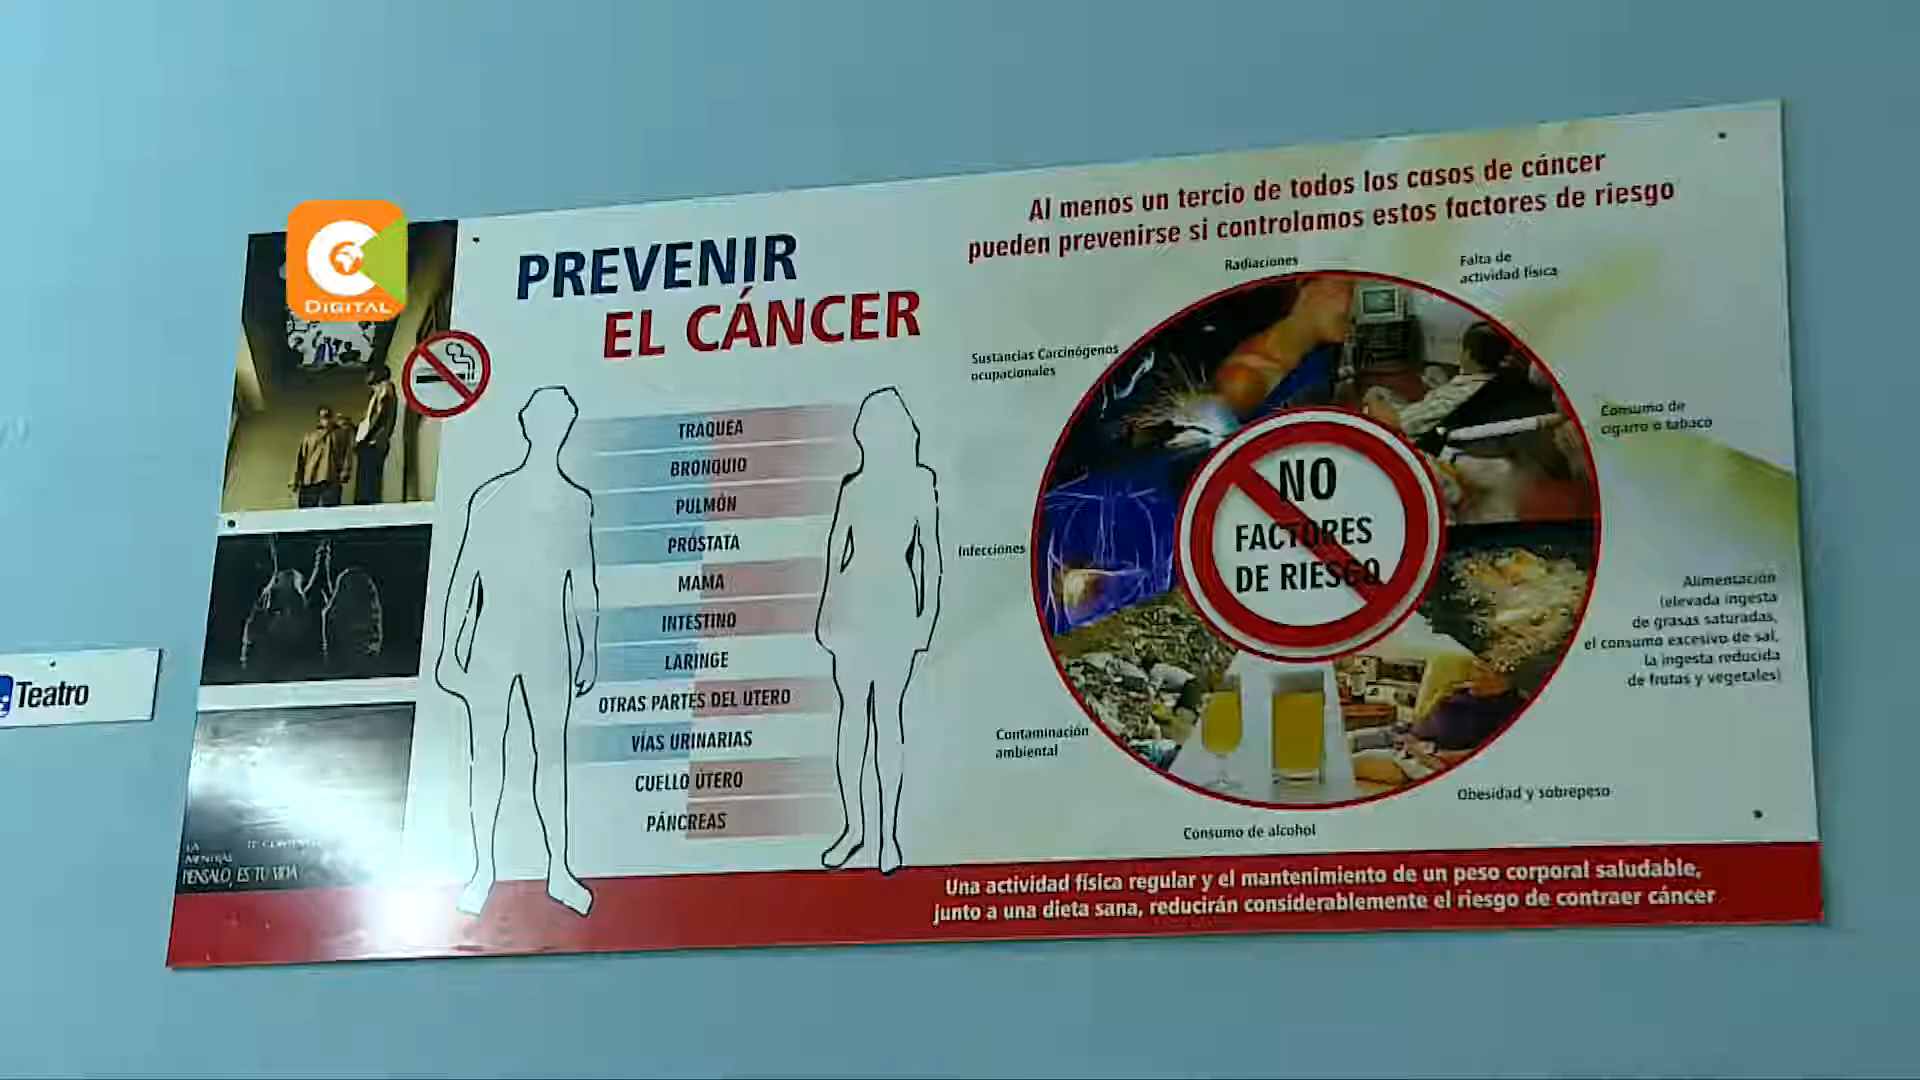 DIGITAL
PREVENIR
EL CÁNCER
TRAQUEA
BRONQUIO
PULMÓN
PRÓSTATA
MAMA
INTESTINO
LARINGE
OTRAS PARTES DEL UTERO
VÍAS URINARIAS
CUELLO ÚTERO
PÁNCREAS
Al menos un tercio de todos los casos de cáncer
pueden prevenirse si controlamos estos factores de riesgo
Radiaciones
Falta de
actividad física
Sustancias Carcinógenos
ocupacionales
Consumo de
cigarro o tabaco
NO
FACTORES
DE RIESGO
Infecciones
Alimentación
(elevada ingesta
de grasas saturadas,
el consumo excesivo de sal,
la ingesta reducida
de frutas y vegetales)
Contaminación
ambiental
Obesidad y sobrepeso
Consumo de alcohol
Teatro
PENSALO, ES TU VIDA
Una actividad física regular y el mantenimiento de un peso corporal saludable,
junto a una dieta sana, reducirán considerablemente el riesgo de contraer cáncer